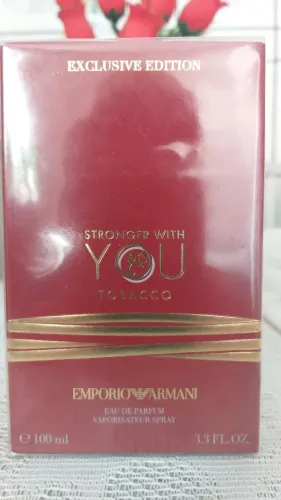 EXCLUSIVE EDITION
STRONGER WITH
YOU
TOBACCO
EMPORIO ARMANI
EAU DE PARFUM
VAPORISATEUR SPRAY
℮ 100 ml 3.3 FL.OZ.